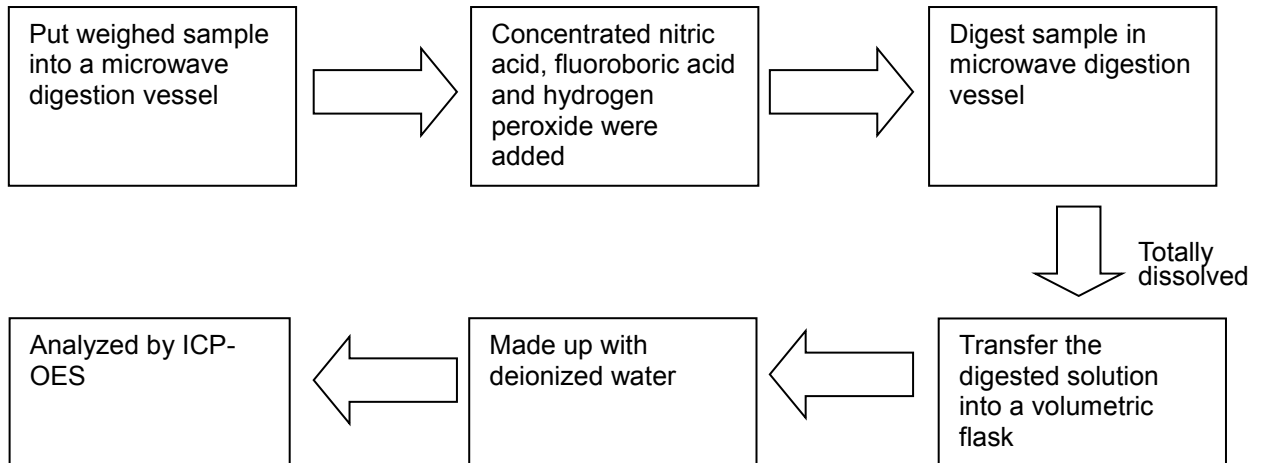 Put weighed sample
into a microwave
digestion vessel
Concentrated nitric
acid, fluoroboric acid
and hydrogen
peroxide were
added
Digest sample in
microwave digestion
vessel
Totally
dissolved
Transfer the
digested solution
into a volumetric
flask
Made up with
deionized water
Analyzed by ICP-
OES